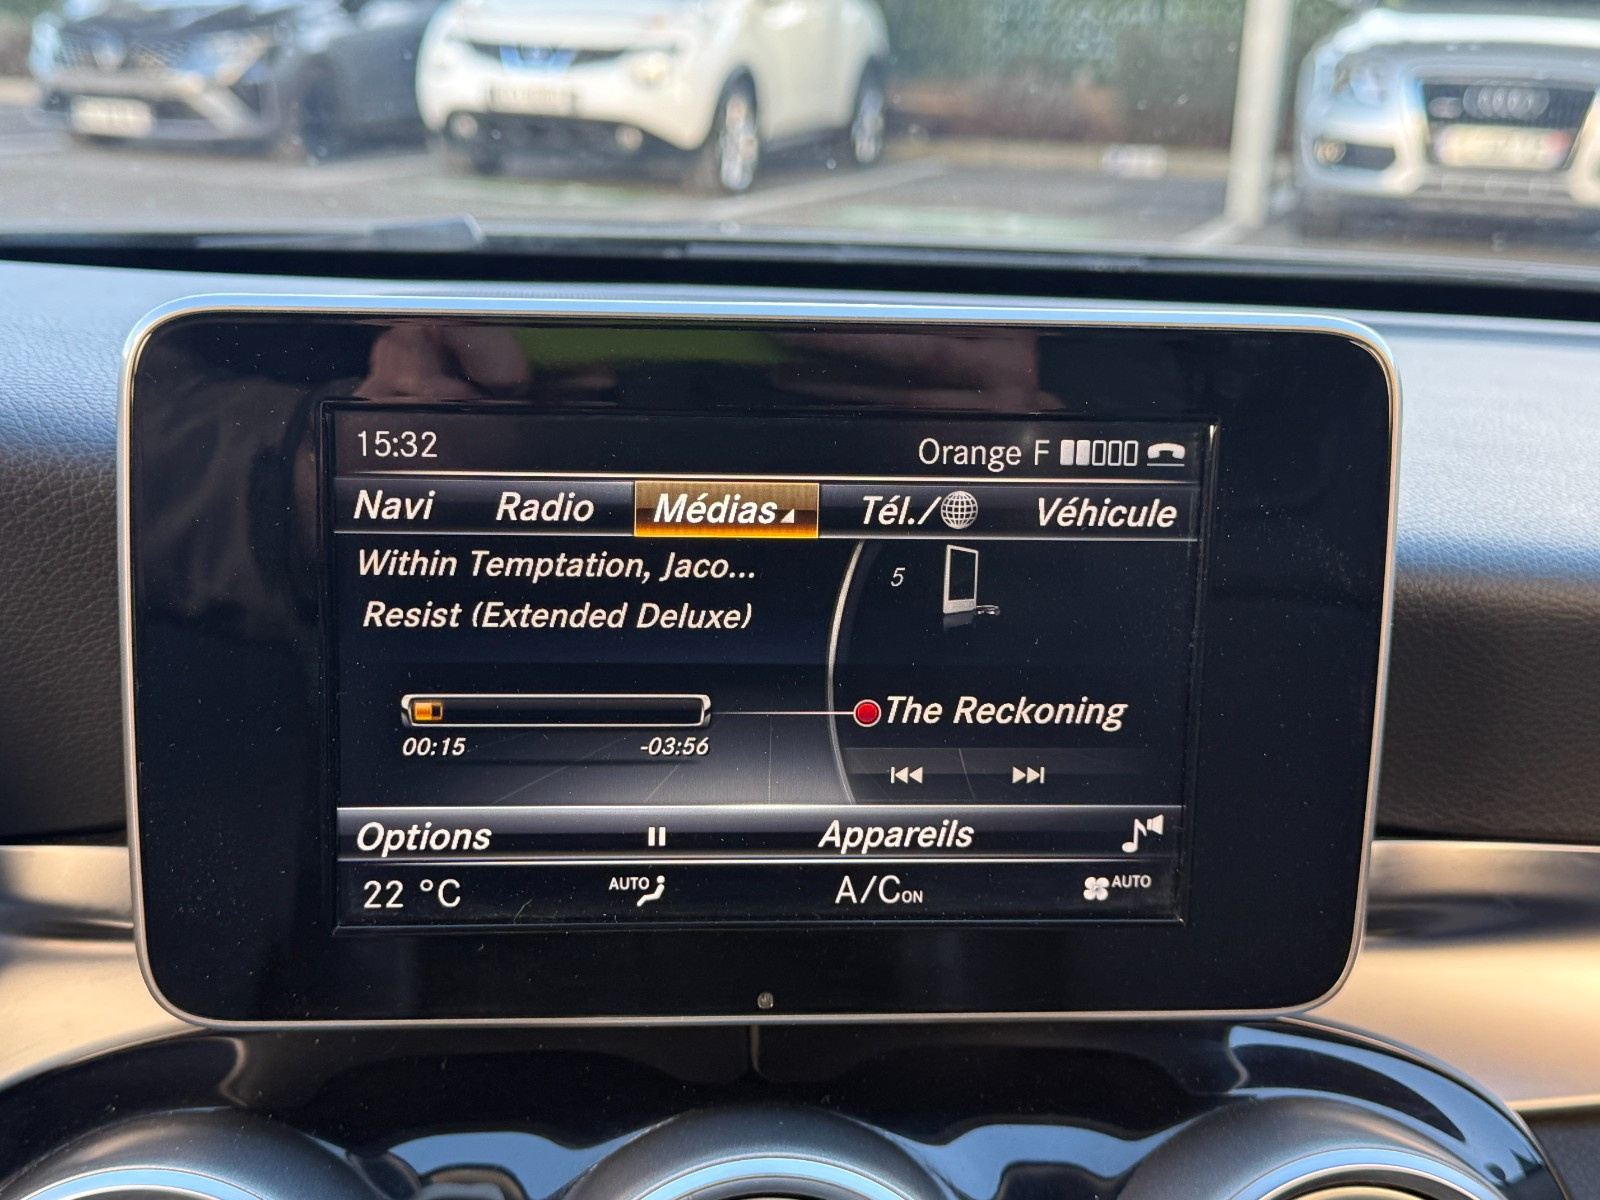 15:32 Orange F
Navi Radio Médias Tél./ Véhicule
Within Temptation, Jaco...
5
Resist (Extended Deluxe)
The Reckoning
00:15 -03:56
Options Appareils
22 °C AUTO A/C ON AUTO